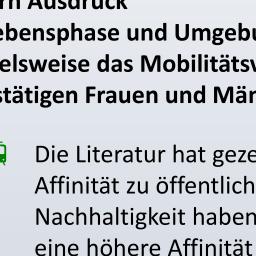 rn Ausdruck
ebensphase und Umgebu
elsweise das Mobilitätsv
stätigen Frauen und Mär
Die Literatur hat geze
Affinität zu öffentlich
Nachhaltigkeit haben
eine höhere Affinität